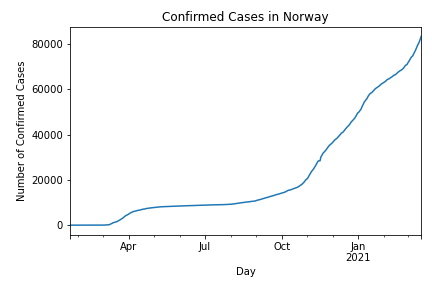 Confirmed Cases in Norway
Number of Confirmed Cases
80000
60000
40000
20000
0
Apr
Jul
Oct
Jan
2021
Day